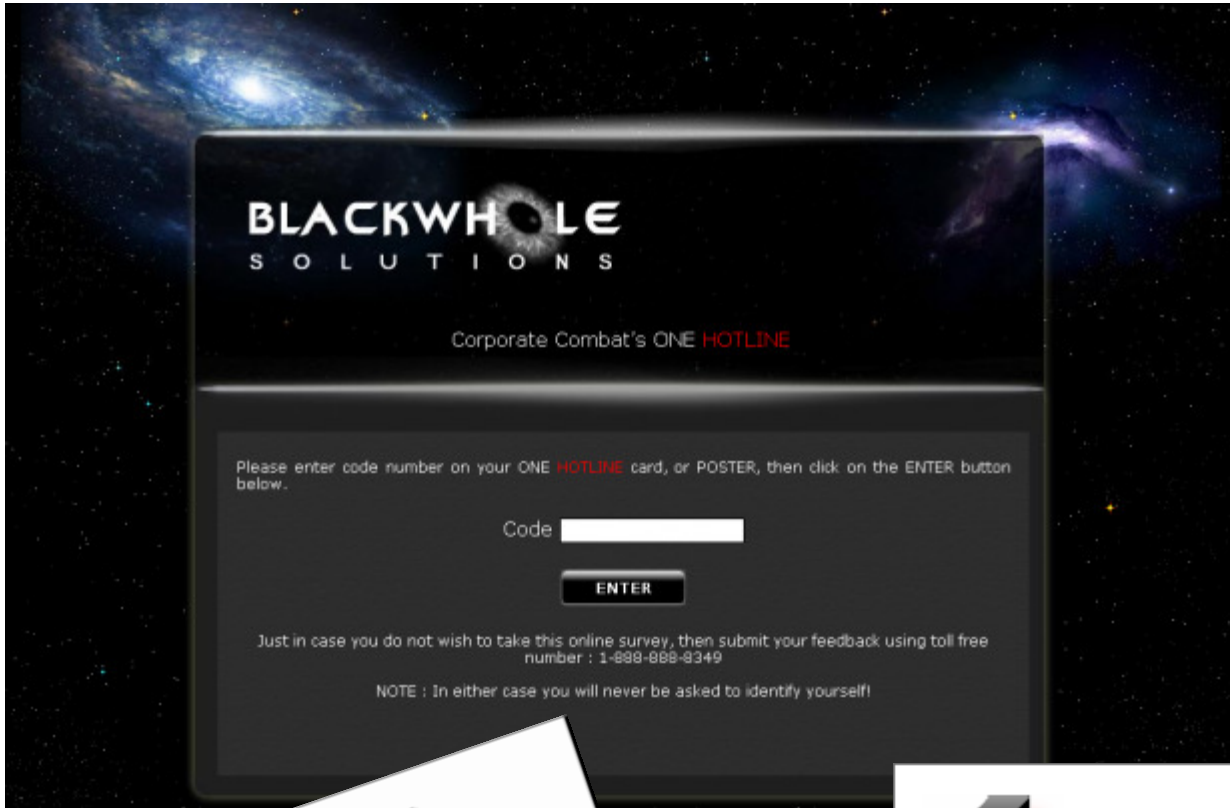 BLACKWHOLE
SOLUTIONS
Corporate Combat's ONE HOTLINE
Please enter code number on your ONE HOTLINE card, or POSTER, then click on the ENTER button
below.
Code
ENTER
Just in case you do not wish to take this online survey, then submit your feedback using toll free
number : 1-888-888-8349
NOTE : In either case you will never be asked to identify yourself!